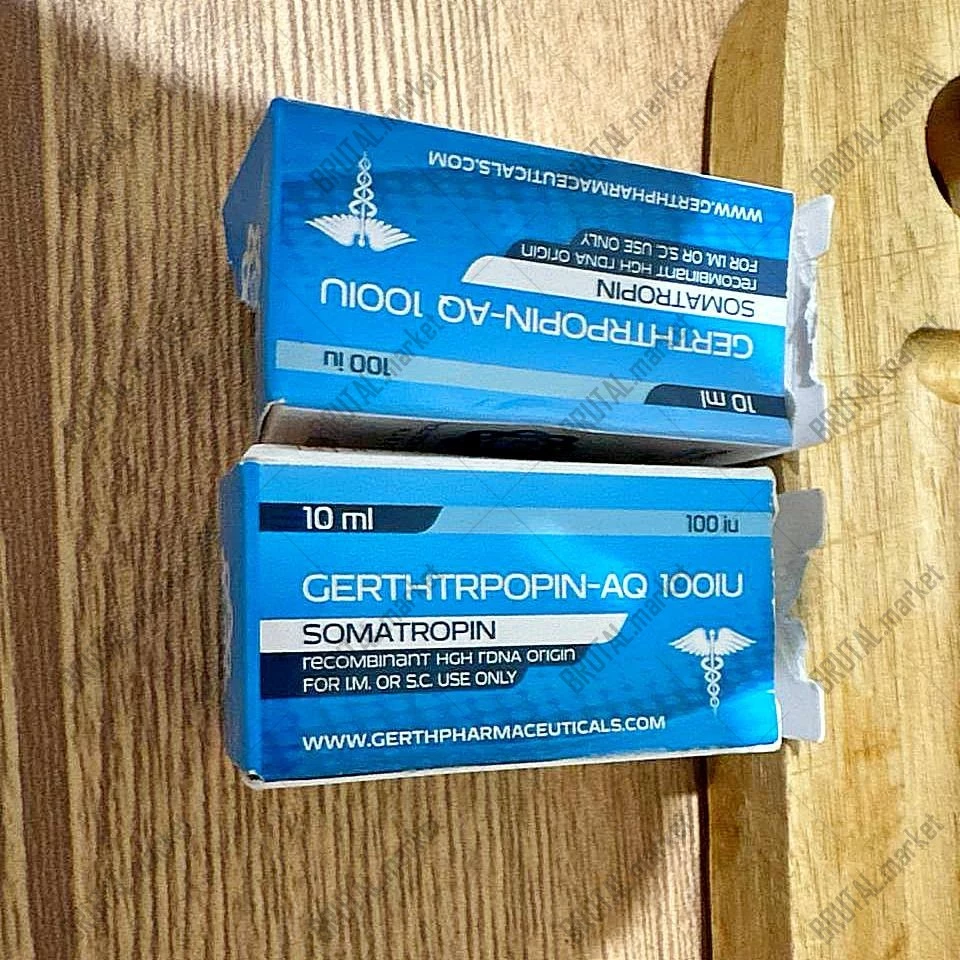 WWW.GERTHPHARMACEUTICALS.COM
FOR I.M. OR S.C. USE ONLY
recombinant HGH rDNA origin
SOMATROPIN
GERTHTRPOPIN-AQ 100IU
100 iu
10 ml
10 ml
100 iu
GERTHTRPOPIN-AQ 100IU
SOMATROPIN
recombinant HGH rDNA origin
FOR I.M. OR S.C. USE ONLY
WWW.GERTHPHARMACEUTICALS.COM
BRUTAL.market